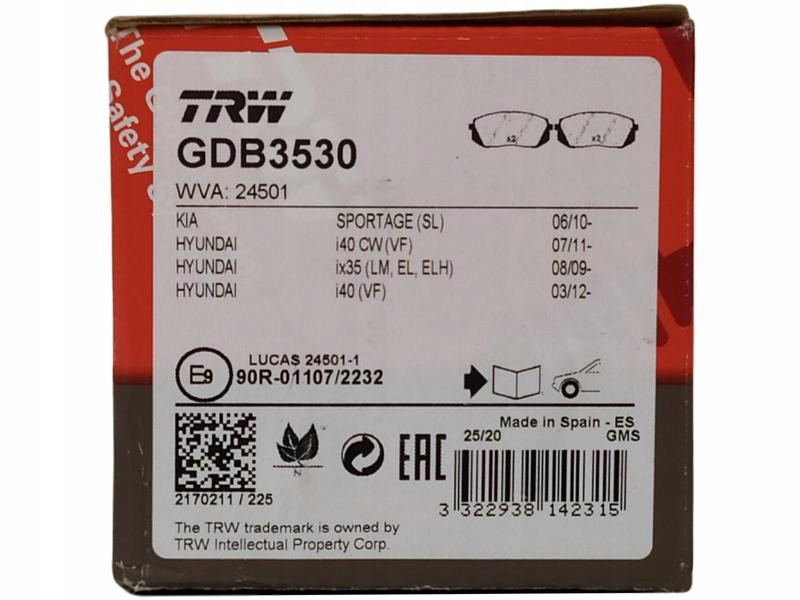 The
Safety
TRW
GDB3530
x2 x2
WVA: 24501
KIA SPORTAGE (SL) 06/10-
HYUNDAI i40 CW (VF) 07/11-
HYUNDAI ix35 (LM, EL, ELH) 08/09-
HYUNDAI i40 (VF) 03/12-
LUCAS 24501-1
E9 90R-01107/2232
Made in Spain - ES
25/20 GMS
N
EAC
2170211 / 225
3 322938 142315
The TRW trademark is owned by
TRW Intellectual Property Corp.